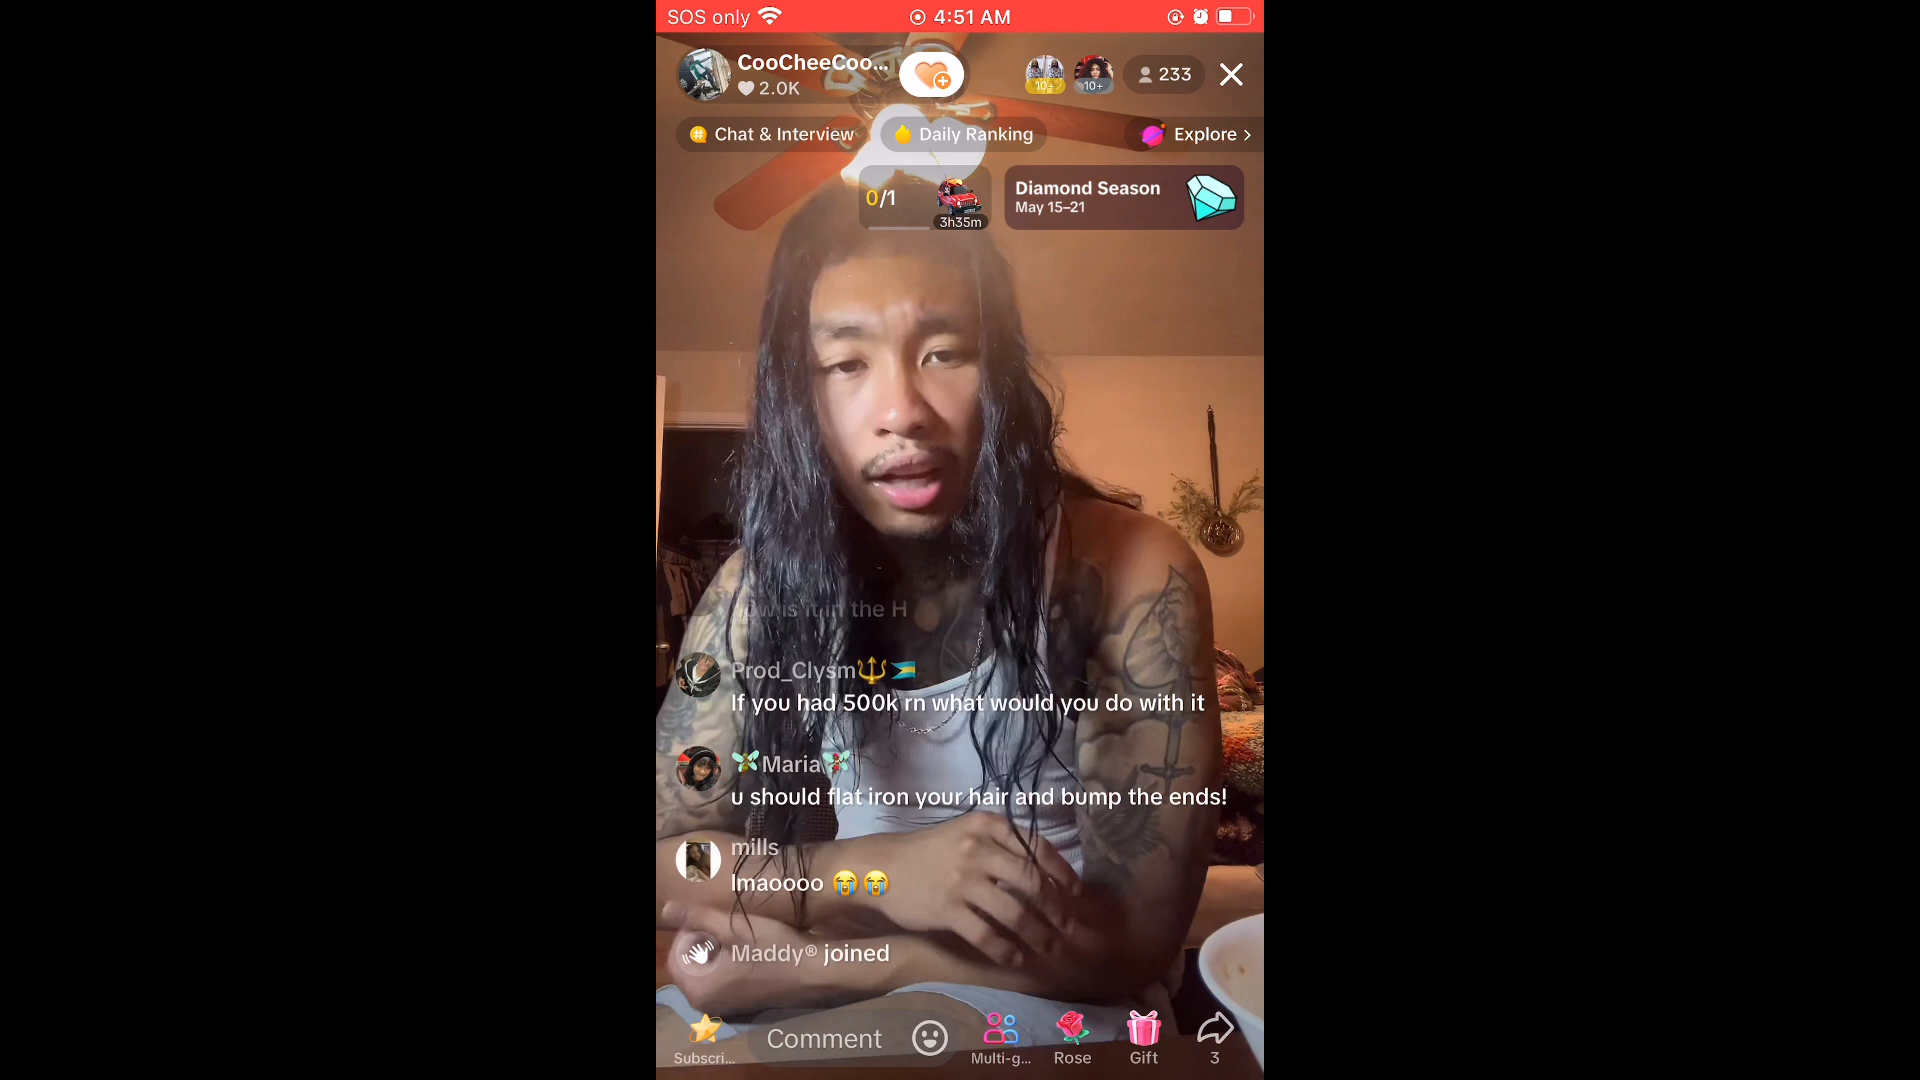 SOS only
4:51 AM
CooCheeCoo...
2.0K
10+
10+
233
Chat & Interview
Daily Ranking
Explore >
0/1
3h35m
Diamond Season
May 15–21
is it in the H
Prod_Clysm🔱🇧🇸
If you had 500k rn what would you do with it
🧚Maria🧚
u should flat iron your hair and bump the ends!
mills
lmaoooo 😭😭
Maddy® joined
Subscri...
Comment
Multi-g...
Rose
Gift
3